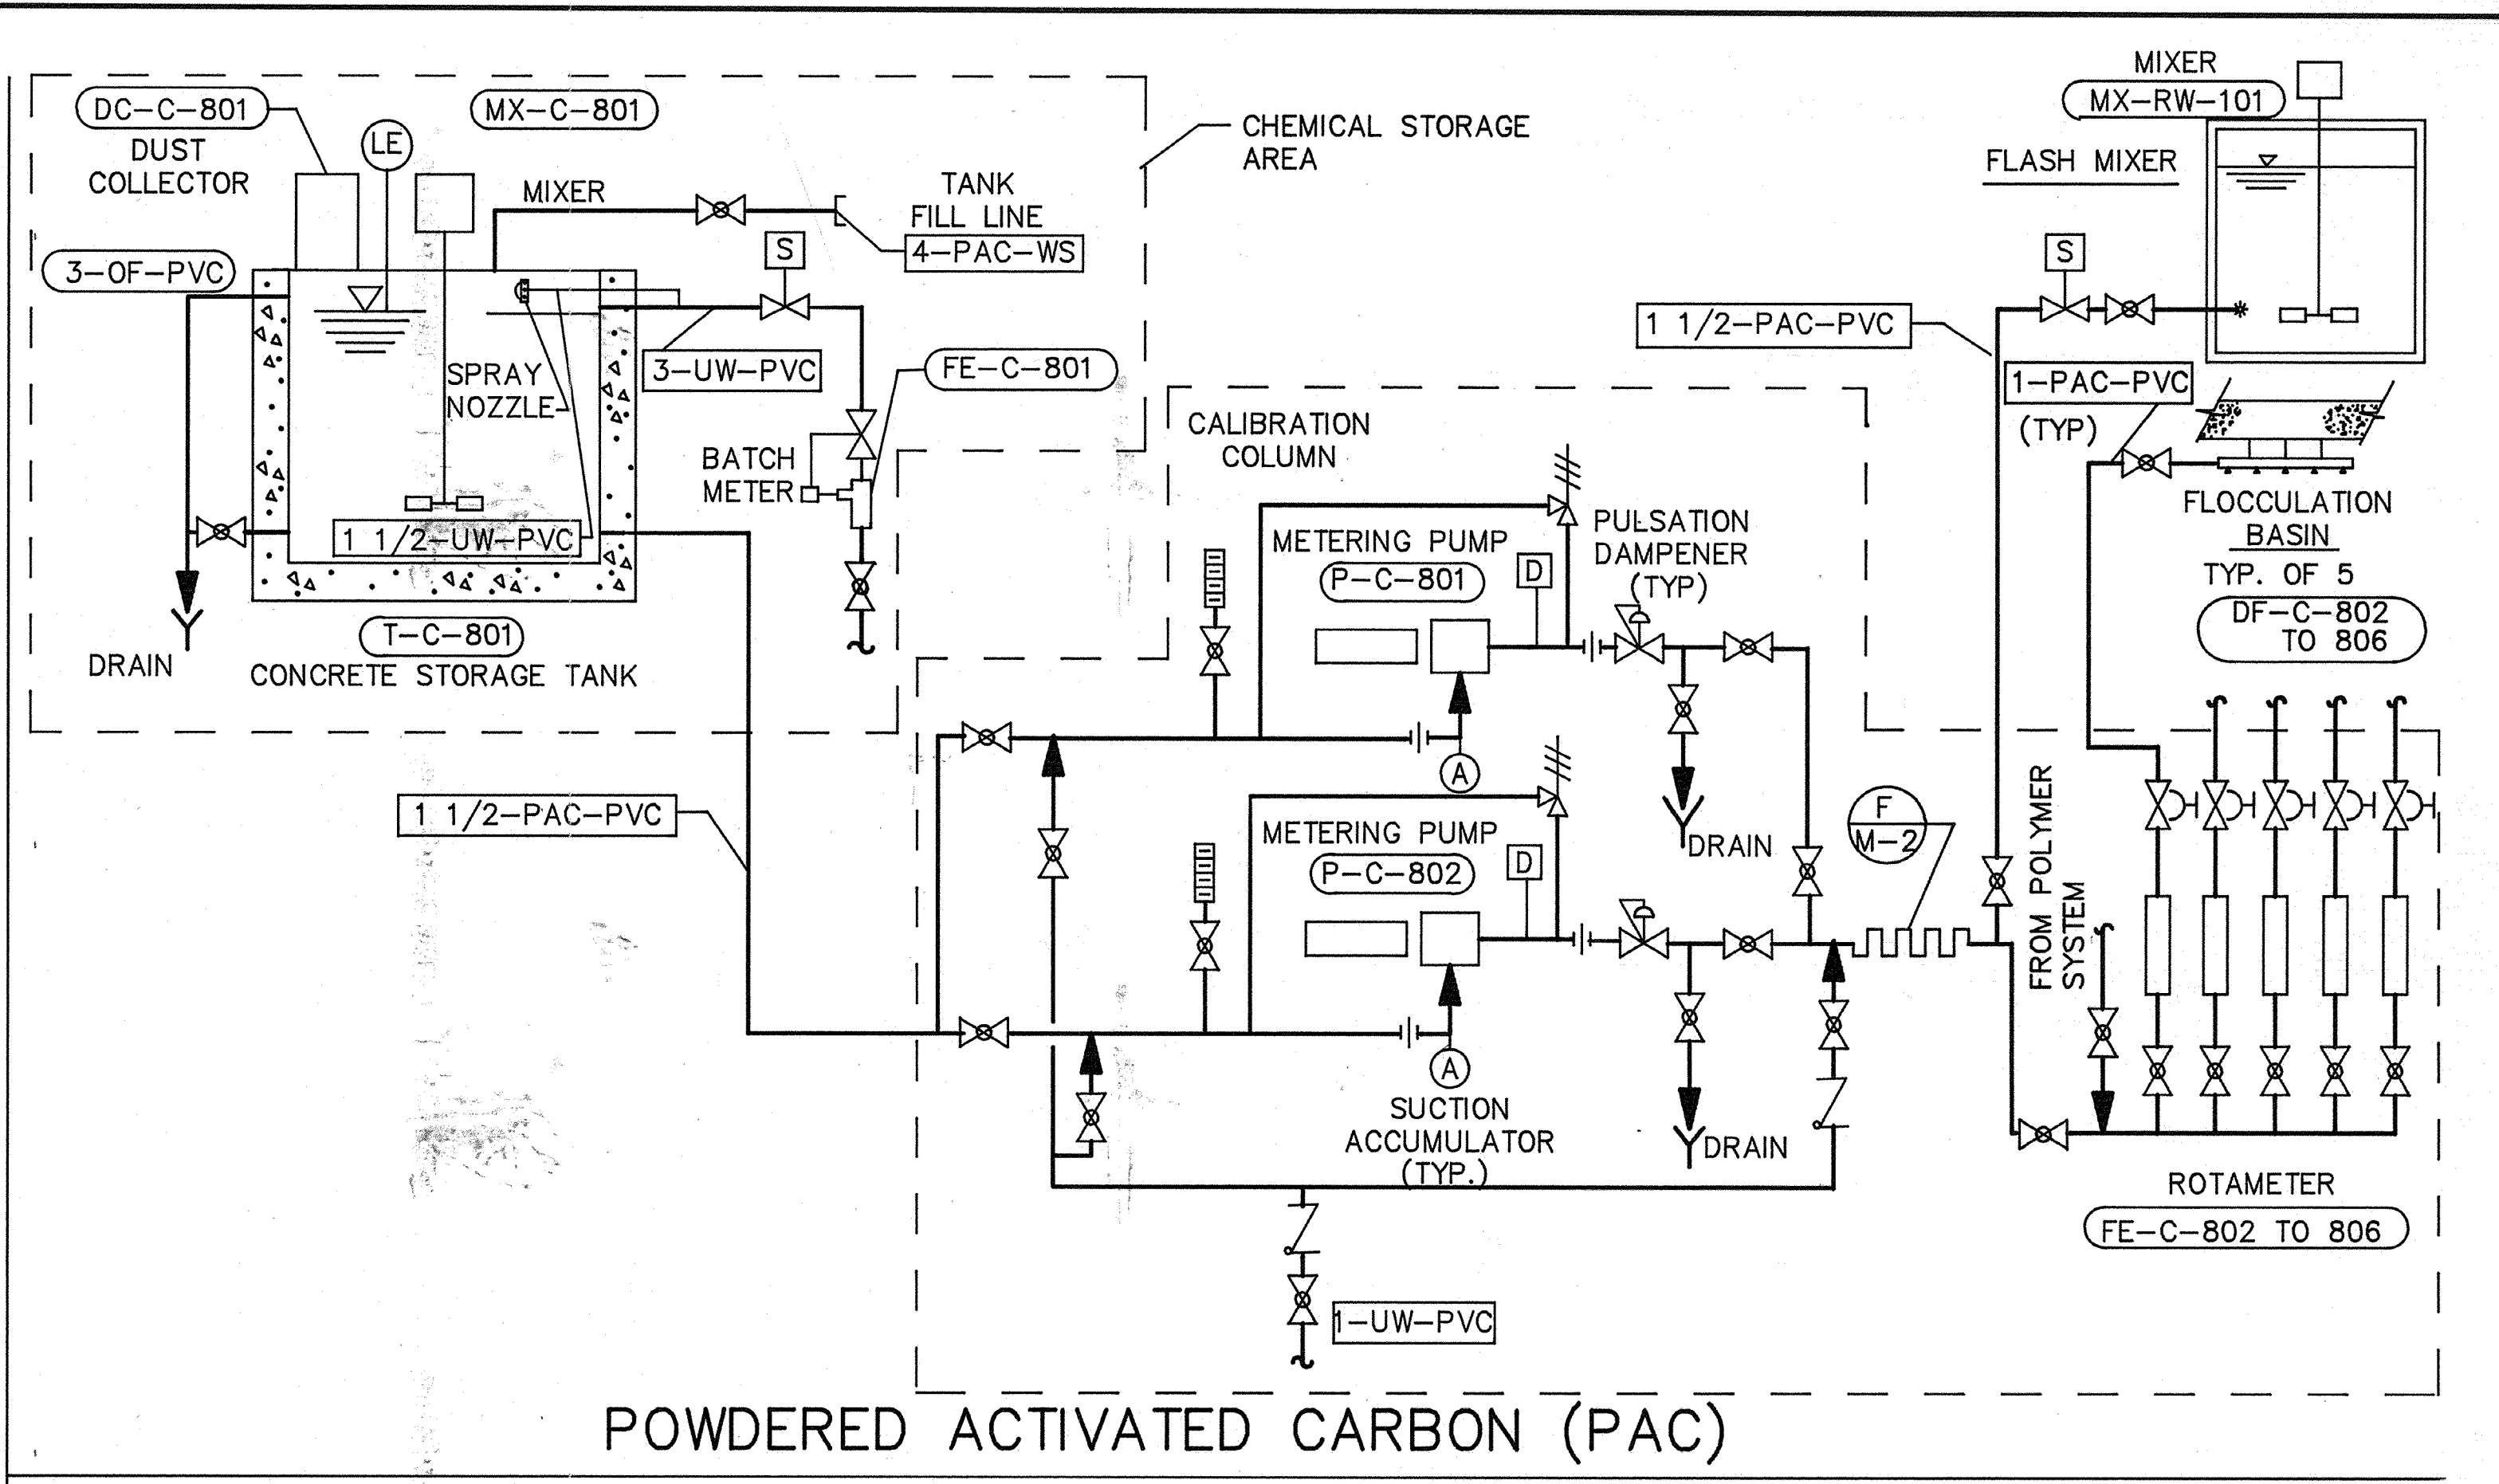 DC-C-801
DUST
COLLECTOR
LE
MX-C-801
MIXER
TANK
FILL LINE
4-PAC-WS
CHEMICAL STORAGE
AREA
3-OF-PVC
S
3-UW-PVC
SPRAY
NOZZLE
FE-C-801
BATCH
METER
1 1/2-UW-PVC
DRAIN
T-C-801
CONCRETE STORAGE TANK
MIXER
MX-RW-101
FLASH MIXER
S
1 1/2-PAC-PVC
1-PAC-PVC
(TYP)
FLOCCULATION
BASIN
TYP. OF 5
DF-C-802
TO 806
CALIBRATION
COLUMN
METERING PUMP
P-C-801
D
PULSATION
DAMPENER
(TYP)
A
DRAIN
1 1/2-PAC-PVC
METERING PUMP
P-C-802
D
A
SUCTION
ACCUMULATOR
(TYP.)
DRAIN
F
M-2
FROM POLYMER
SYSTEM
ROTAMETER
FE-C-802 TO 806
1-UW-PVC
POWDERED ACTIVATED CARBON (PAC)